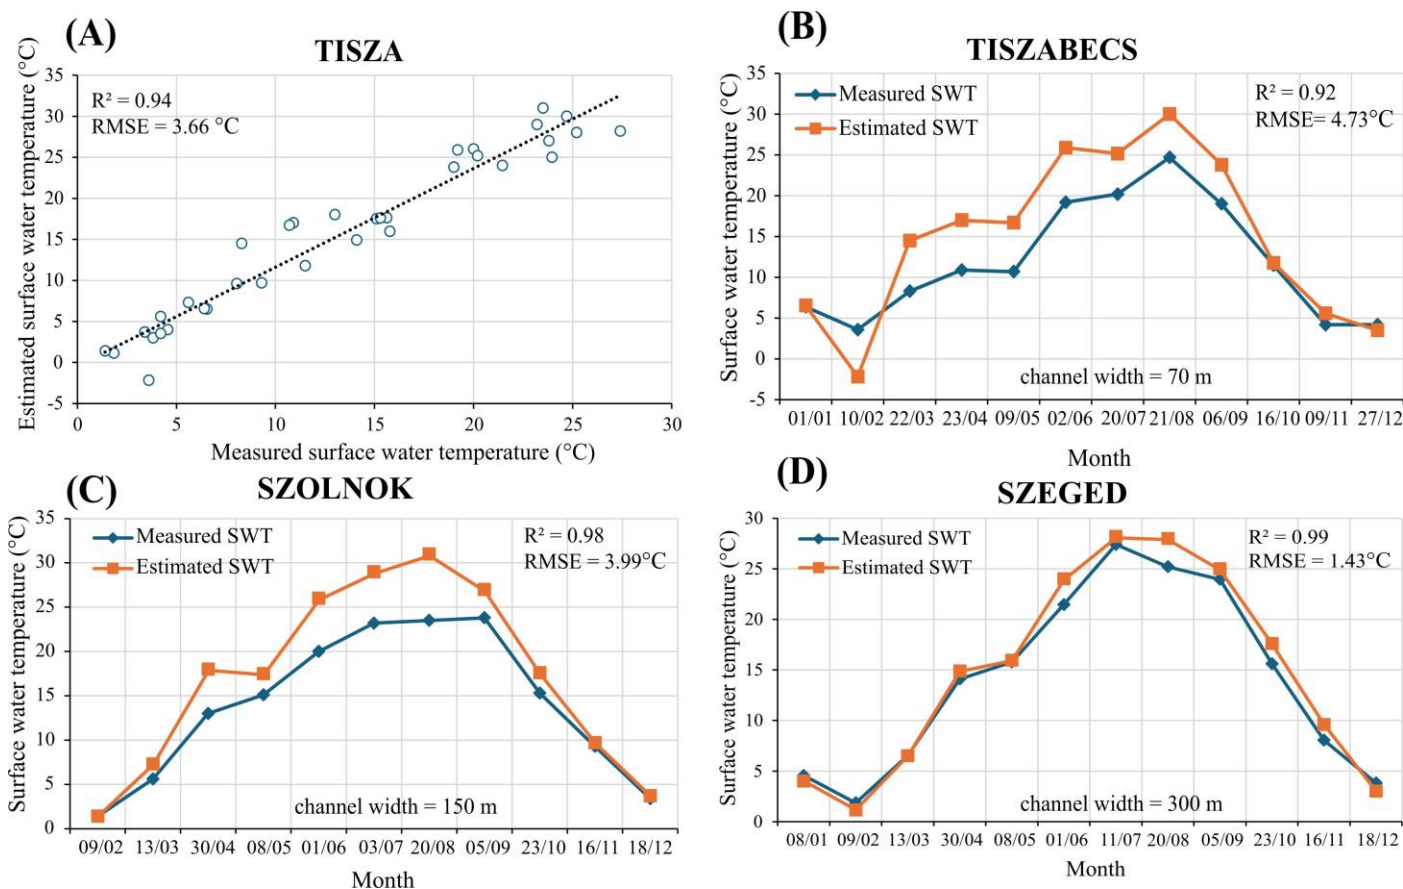 (A)
TISZA
Estimated surface water temperature (°C)
35
30
25
20
15
10
5
0
-5
R² = 0.94
RMSE = 3.66 °C
0 5 10 15 20 25 30
Measured surface water temperature (°C)
(B)
TISZABECS
Surface water temperature (°C)
35
30
25
20
15
10
5
0
-5
Measured SWT
Estimated SWT
R² = 0.92
RMSE= 4.73°C
channel width = 70 m
01/01 10/02 22/03 23/04 09/05 02/06 20/07 21/08 06/09 16/10 09/11 27/12
Month
(C)
SZOLNOK
Surface water temperature (°C)
35
30
25
20
15
10
5
0
Measured SWT
Estimated SWT
R² = 0.98
RMSE = 3.99°C
channel width = 150 m
09/02 13/03 30/04 08/05 01/06 03/07 20/08 05/09 23/10 16/11 18/12
Month
(D)
SZEGED
Surface water temperature (°C)
30
25
20
15
10
5
0
Measured SWT
Estimated SWT
R² = 0.99
RMSE = 1.43°C
channel width = 300 m
08/01 09/02 13/03 30/04 08/05 01/06 11/07 20/08 05/09 23/10 16/11 18/12
Month